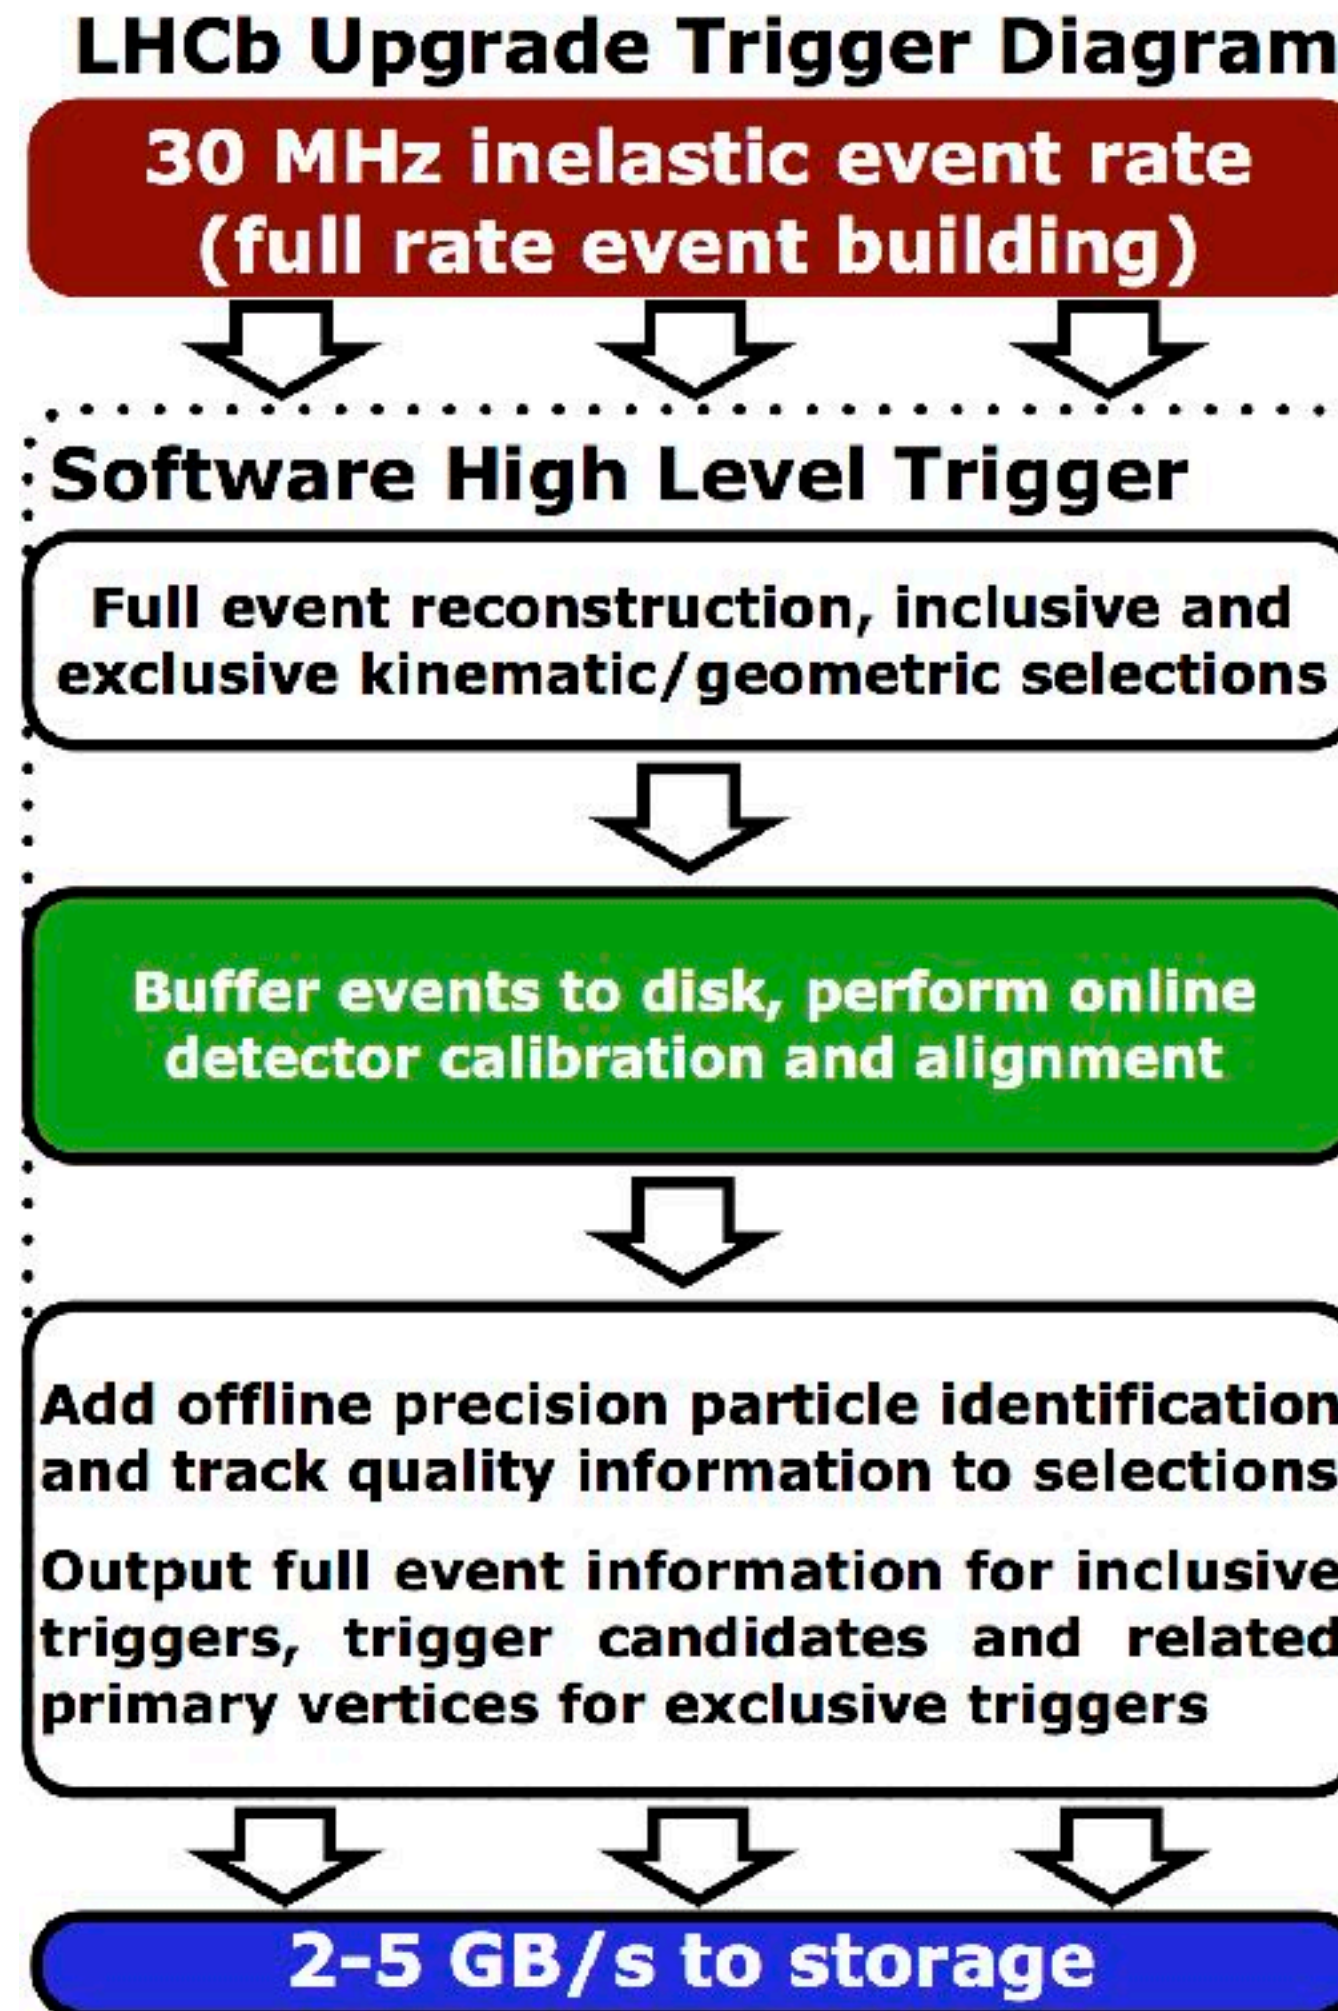 LHCb Upgrade Trigger Diagram
30 MHz inelastic event rate
(full rate event building)
Software High Level Trigger
Full event reconstruction, inclusive and
exclusive kinematic/geometric selections
Buffer events to disk, perform online
detector calibration and alignment
Add offline precision particle identification
and track quality information to selections
Output full event information for inclusive
triggers, trigger candidates and related
primary vertices for exclusive triggers
2-5 GB/s to storage